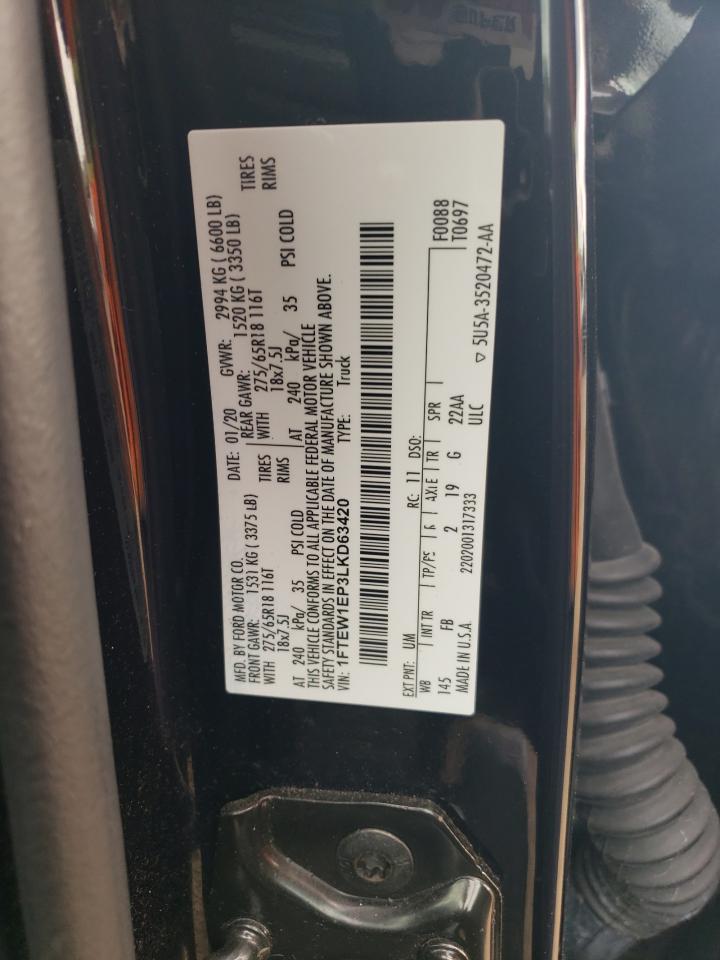 MFD. BY FORD MOTOR CO.
DATE: 01/20 GVWR: 2994 KG ( 6600 LB)
FRONT GAWR: 1531 KG ( 3375 LB) REAR GAWR: 1520 KG ( 3350 LB)
WITH 275/65R18 116T TIRES WITH 275/65R18 116T TIRES
18x7.5J RIMS 18x7.5J RIMS
AT 240 kPa/ 35 PSI COLD AT 240 kPa/ 35 PSI COLD
THIS VEHICLE CONFORMS TO ALL APPLICABLE FEDERAL MOTOR VEHICLE
SAFETY STANDARDS IN EFFECT ON THE DATE OF MANUFACTURE SHOWN ABOVE.
VIN: 1FTEW1EP3LKD63420 TYPE: Truck
EXT PNT: UM RC: 11 DSO: F0088
WB INT TR TP/PS R AXLE TR SPR T0697
145 FB 2 19 G 22AA
MADE IN U.S.A. 2202001317333 ULC
▽ 5U5A-3520472-AA